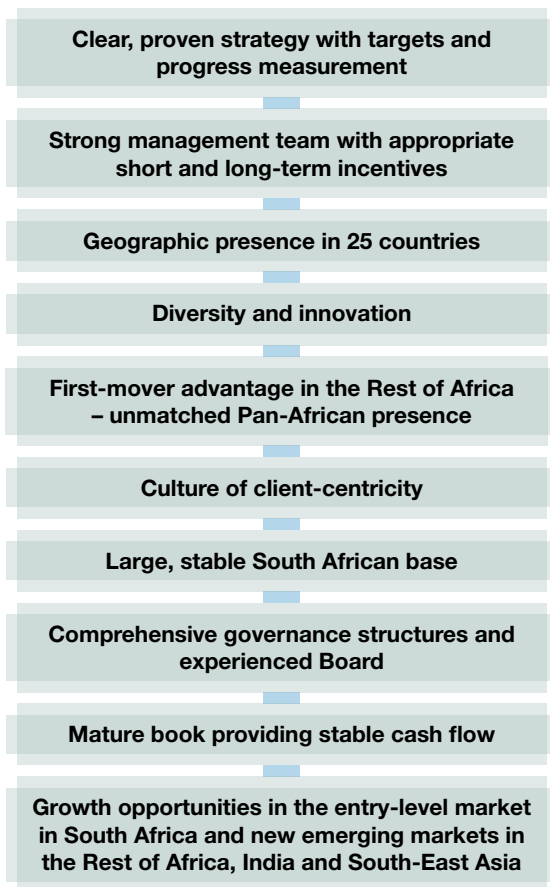 Clear, proven strategy with targets and
progress measurement
Strong management team with appropriate
short and long-term incentives
Geographic presence in 25 countries
Diversity and innovation
First-mover advantage in the Rest of Africa
– unmatched Pan-African presence
Culture of client-centricity
Large, stable South African base
Comprehensive governance structures and
experienced Board
Mature book providing stable cash flow
Growth opportunities in the entry-level market
in South Africa and new emerging markets in
the Rest of Africa, India and South-East Asia